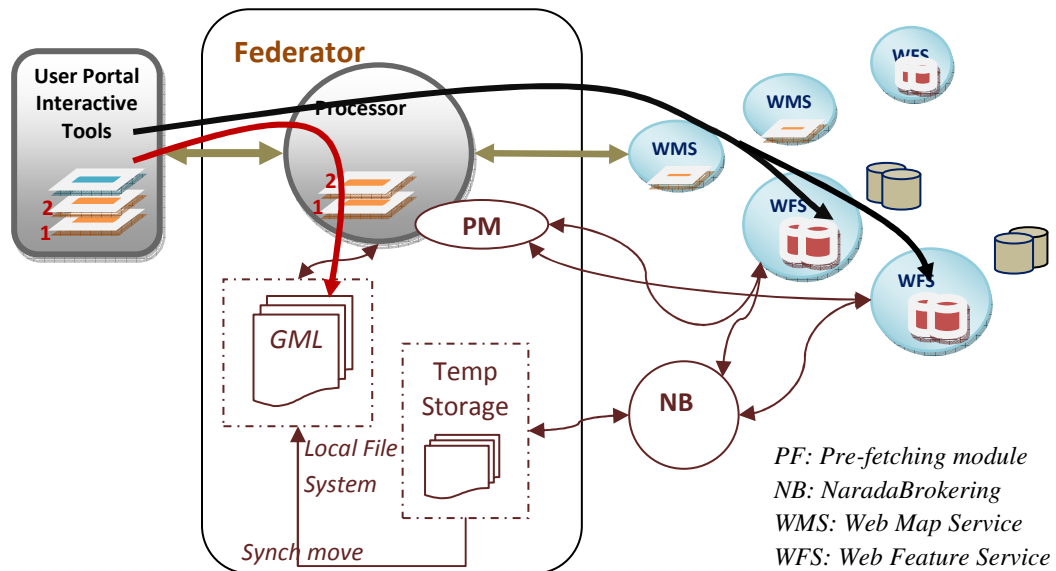 Federator
User Portal
Interactive
Tools
2
1
Processor
2
1
PM
WMS
WMS
WFS
WFS
WFS
GML
Temp
Storage
NB
Local File
System
Synch move
PF: Pre-fetching module
NB: NaradaBrokering
WMS: Web Map Service
WFS: Web Feature Service